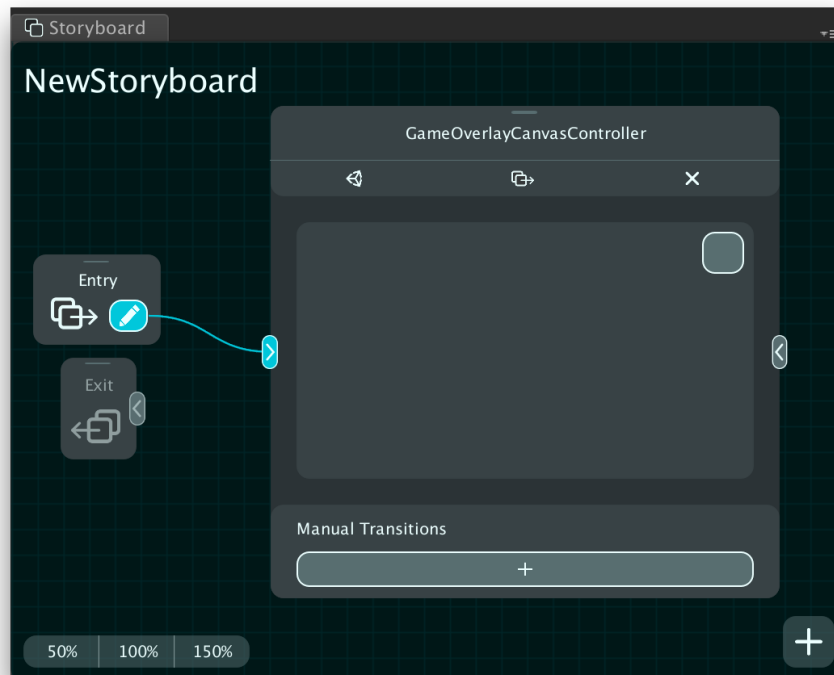 Storyboard
NewStoryboard
GameOverlayCanvasController
Entry
Exit
Manual Transitions
+
50% 100% 150%
+